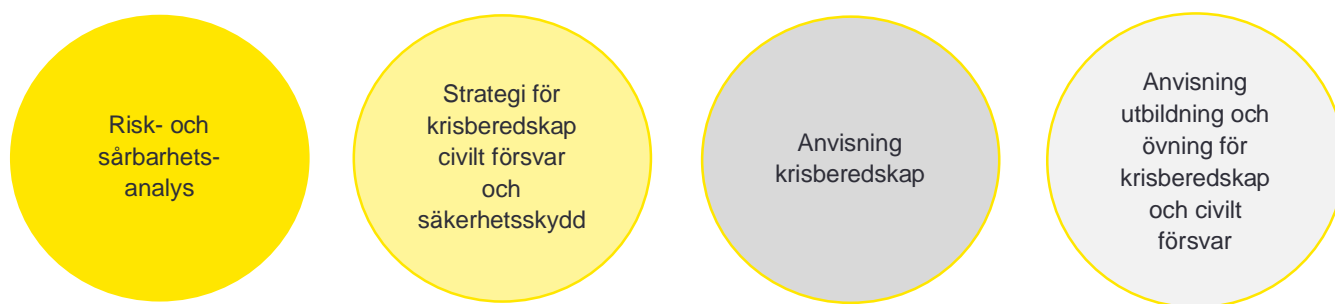 Risk- och
sårbarhets-
analys
Strategi för
krisberedskap
civilt försvar
och
säkerhetsskydd
Anvisning
krisberedskap
Anvisning
utbildning och
övning för
krisberedskap
och civilt
försvar